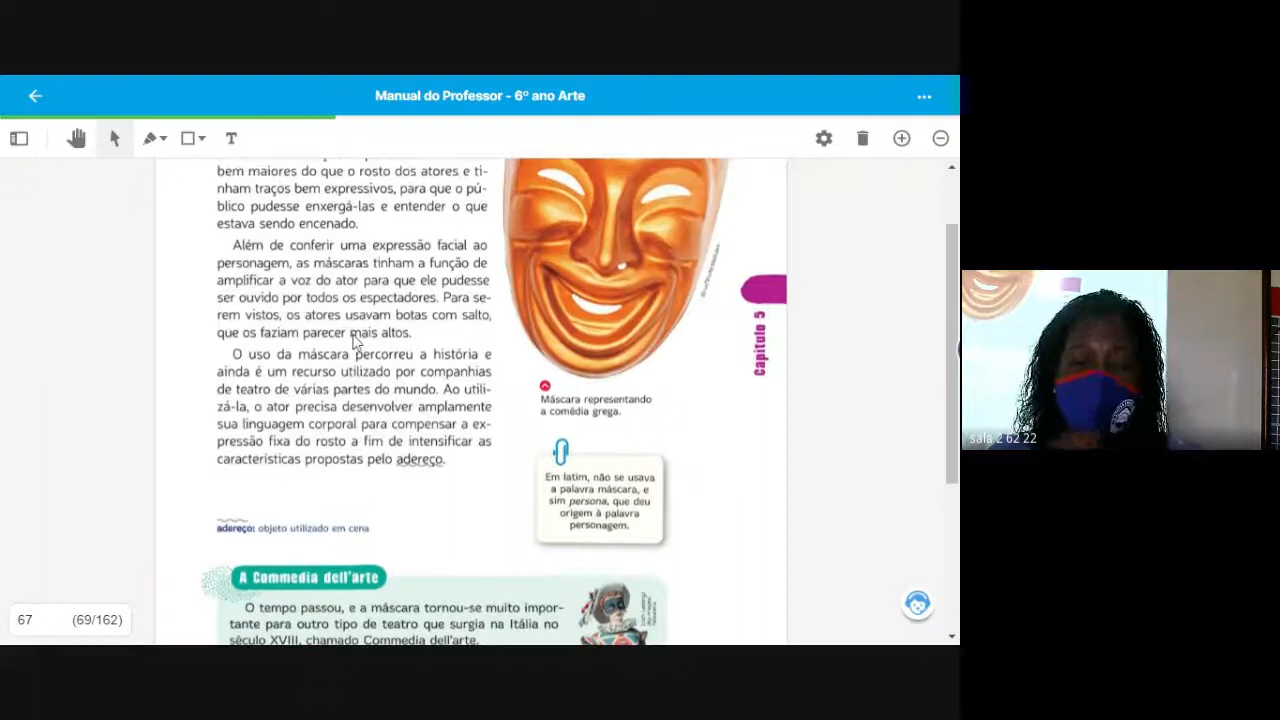 Manual do Professor - 6º ano Arte
T
bem maiores do que o rosto dos atores e ti-
nham traços bem expressivos, para que o pú-
blico pudesse enxergá-las e entender o que
estava sendo encenado.
Além de conferir uma expressão facial ao
personagem, as máscaras tinham a função de
amplificar a voz do ator para que ele pudesse
ser ouvido por todos os espectadores. Para se-
rem vistos, os atores usavam botas com salto,
que os faziam parecer mais altos.
O uso da máscara percorreu a história e
ainda é um recurso utilizado por companhias
de teatro de várias partes do mundo. Ao utili-
zá-la, o ator precisa desenvolver amplamente
sua linguagem corporal para compensar a ex-
pressão fixa do rosto a fim de intensificar as
características propostas pelo adereço.
adereço: objeto utilizado em cena
Capítulo 5
Máscara representando
a comédia grega.
Em latim, não se usava
a palavra máscara, e
sim persona, que deu
origem à palavra
personagem.
A Commedia dell'arte
O tempo passou, e a máscara tornou-se muito impor-
tante para outro tipo de teatro que surgia na Itália no
século XVIII, chamado Commedia dell'arte.
67 (69/162)
sala 2 62 22